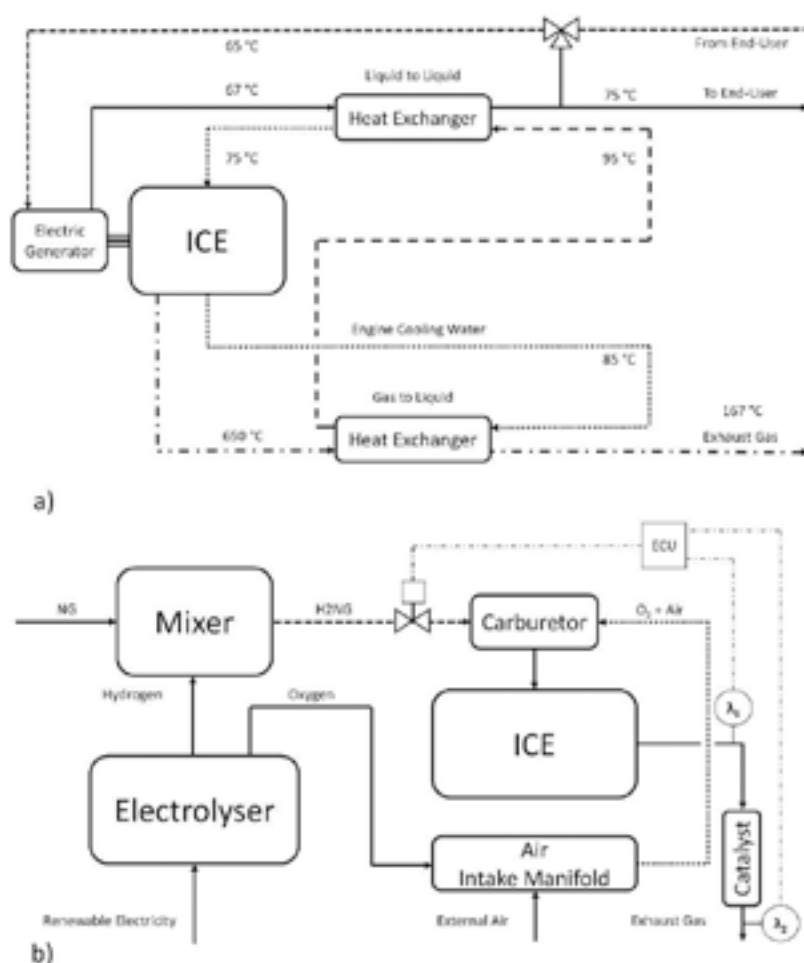 65 °C
From End-User
Liquid to Liquid
67 °C
Heat Exchanger
75 °C
To End-User
75 °C
95 °C
Electric
Generator
ICE
Engine Cooling Water
85 °C
Gas to Liquid
167 °C
650 °C
Heat Exchanger
Exhaust Gas
a)
ECU
NG
Mixer
H2NG
Carburetor
O₂ + Air
Hydrogen
Oxygen
λ₁
ICE
Electrolyser
Air
Intake Manifold
Catalyst
Renewable Electricity
External Air
Exhaust Gas
λ₂
b)